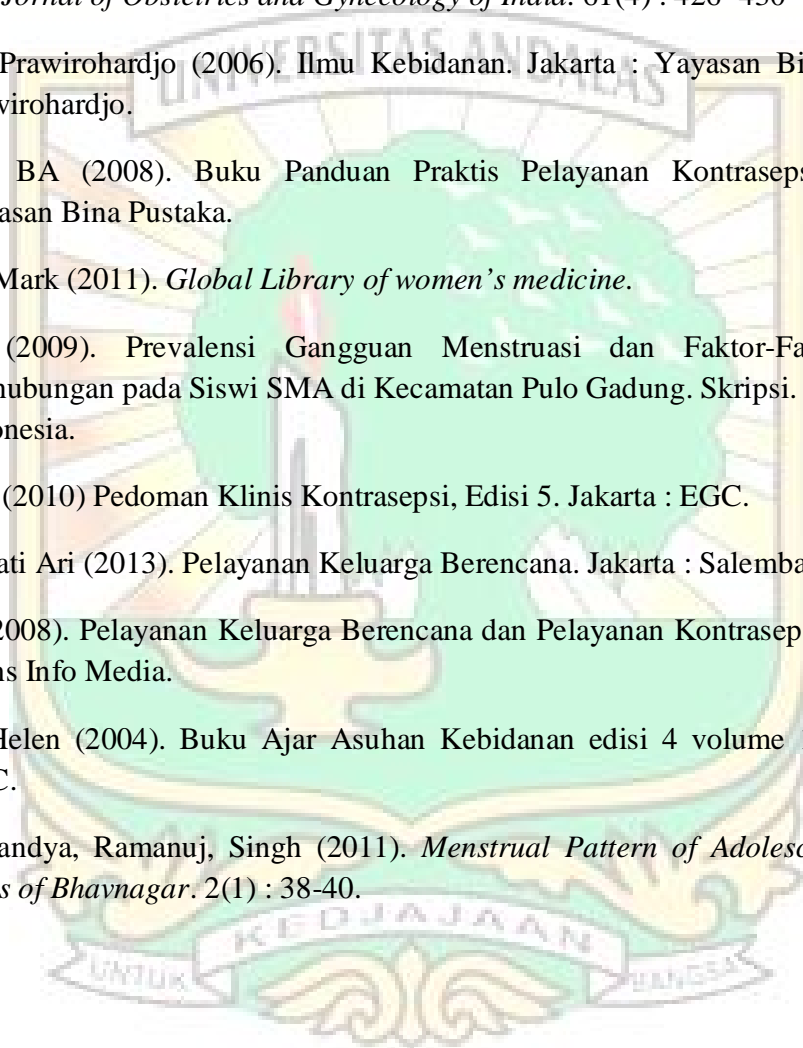 Jornal of Obstetrics and Gynecology of India. 61(4) : 426–430
Prawirohardjo (2006). Ilmu Kebidanan. Jakarta : Yayasan Bi
wirohardjo.
BA (2008). Buku Panduan Praktis Pelayanan Kontraseps
asan Bina Pustaka.
Mark (2011). Global Library of women’s medicine.
(2009). Prevalensi Gangguan Menstruasi dan Faktor-Fa
hubungan pada Siswi SMA di Kecamatan Pulo Gadung. Skripsi.
onesia.
(2010) Pedoman Klinis Kontrasepsi, Edisi 5. Jakarta : EGC.
ati Ari (2013). Pelayanan Keluarga Berencana. Jakarta : Salemba
2008). Pelayanan Keluarga Berencana dan Pelayanan Kontrasep
ns Info Media.
Helen (2004). Buku Ajar Asuhan Kebidanan edisi 4 volume
C.
andya, Ramanuj, Singh (2011). Menstrual Pattern of Adolesc
s of Bhavnagar. 2(1) : 38-40.
UNIVERSITAS ANDALAS
UNTUK KEDJAJAAN BANGSA